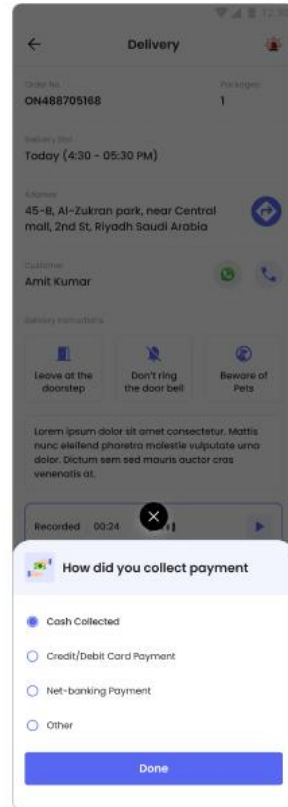 12:30
Delivery
Order No.
Packages
ON488705168
1
Delivery Slot
Today (4:30 - 05:30 PM)
Address
45-B, Al-Zukran park, near Central
mall, 2nd St, Riyadh Saudi Arabia
Customer
Amit Kumar
Delivery Instructions
Leave at the
doorstep
Don't ring
the door bell
Beware of
Pets
Lorem ipsum dolor sit amet consectetur. Mattis
nunc eleifend pharetra molestie vulputate urna
dolor. Dictum sem sed mauris auctor cras
venenatis at.
Recorded 00:24
How did you collect payment
Cash Collected
Credit/Debit Card Payment
Net-banking Payment
Other
Done